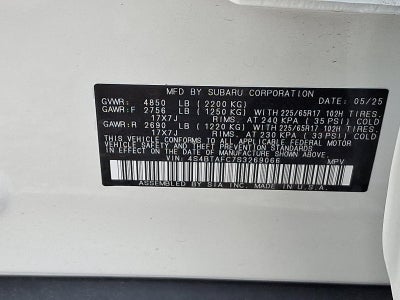 MFD. BY SUBARU CORPORATION DATE: 05/25
GVWR: 4850 LB (2200 KG)
GAWR:F 2756 LB (1250 KG) WITH 225/65R17 102H TIRES,
17X7J RIMS, AT 240 KPA ( 35 PSI) COLD
GAWR:R 2690 LB (1220 KG) WITH 225/65R17 102H TIRES,
17X7J RIMS, AT 230 KPA ( 33 PSI) COLD
THIS VEHICLE CONFORMS TO ALL APPLICABLE FEDERAL MOTOR
VEHICLE SAFETY AND THEFT PREVENTION STANDARDS IN
EFFECT ON THE DATE OF MANUFACTURE SHOWN ABOVE.
VIN: 4S4BTAFC7S3269066 MPV
ASSEMBLED BY SIA INC. MADE IN U.S.A.